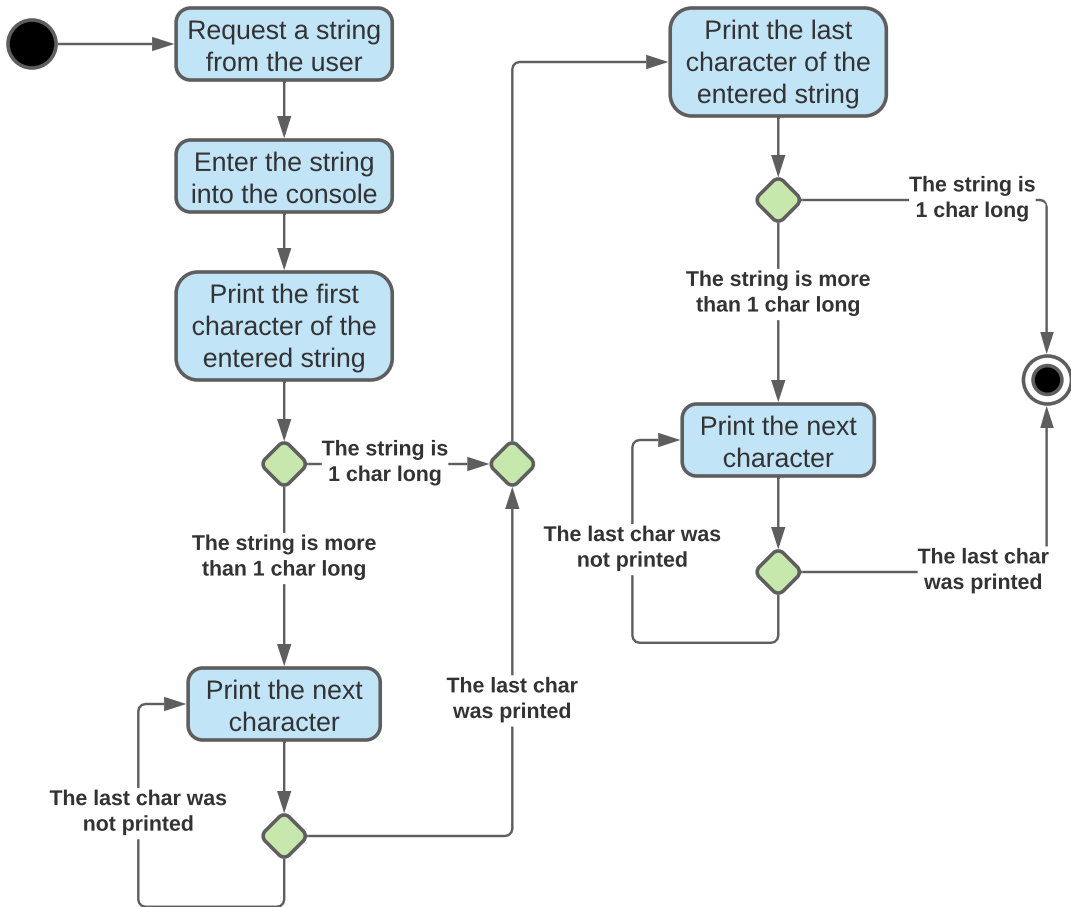 Request a string
from the user
Enter the string
into the console
Print the first
character of the
entered string
The string is
1 char long
The string is more
than 1 char long
Print the next
character
The last char was
not printed
The last char
was printed
Print the last
character of the
entered string
The string is
1 char long
The string is more
than 1 char long
Print the next
character
The last char was
not printed
The last char
was printed